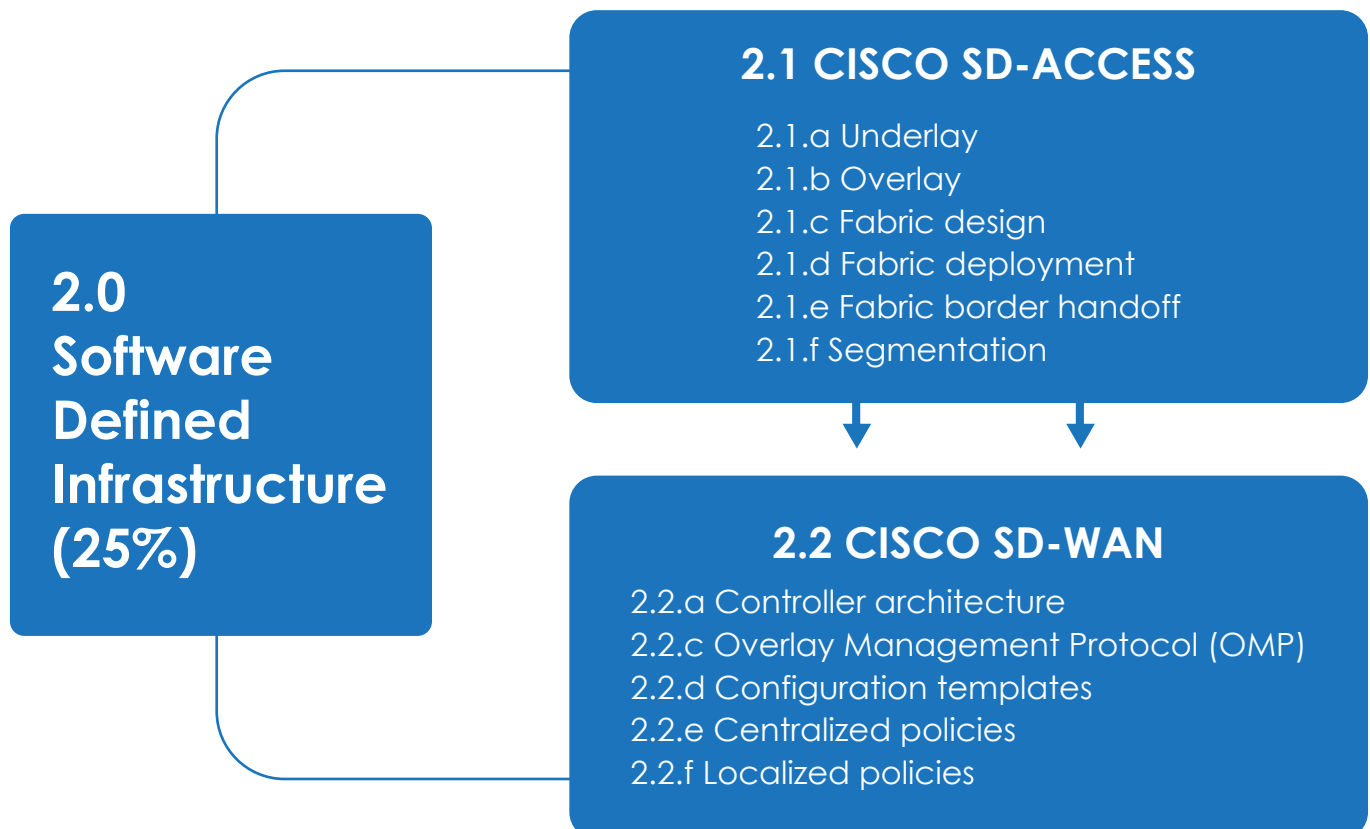 2.1 CISCO SD-ACCESS
2.1.a Underlay
2.1.b Overlay
2.1.c Fabric design
2.1.d Fabric deployment
2.1.e Fabric border handoff
2.1.f Segmentation
2.0
Software
Defined
Infrastructure
(25%)
2.2 CISCO SD-WAN
2.2.a Controller architecture
2.2.c Overlay Management Protocol (OMP)
2.2.d Configuration templates
2.2.e Centralized policies
2.2.f Localized policies